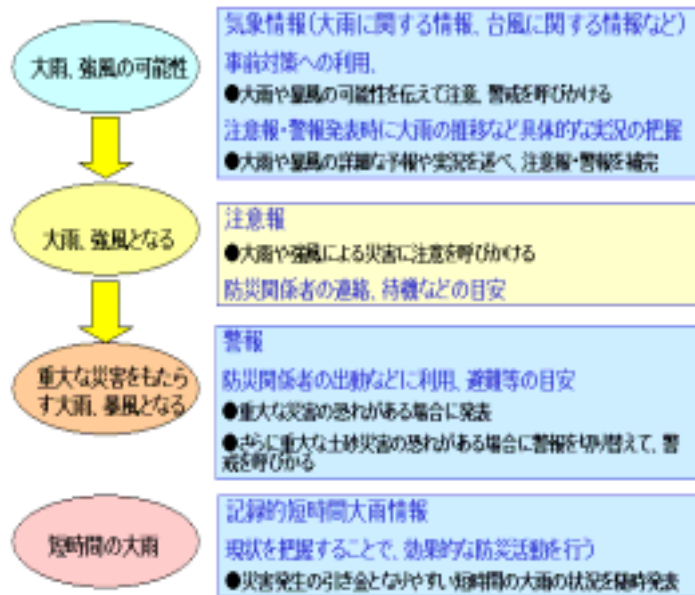 大雨、強風の可能性
気象情報(大雨に関する情報、台風に関する情報など)
事前対策への利用、
●大雨や暴風の可能性を伝えて注意、警戒を呼びかける
注意報・警報発表時に大雨の推移など具体的な実況の把握
●大雨や暴風の詳細な予報や実況を述べ、注意報・警報を補完
大雨、強風となる
注意報
●大雨や強風による災害に注意を呼びかける
防災関係者の連絡、待機などの目安
重大な災害をもたら
す大雨、暴風となる
警報
防災関係者の出動などに利用、避難等の目安
●重大な災害の恐れがある場合に発表
●さらに重大な土砂災害の恐れがある場合に警報を切り替えて、警
戒を呼びかる
短時間の大雨
記録的短時間大雨情報
現状を把握することで、効果的な防災活動を行う
●災害発生の引き金となりやすい短時間の大雨の状況を随時発表